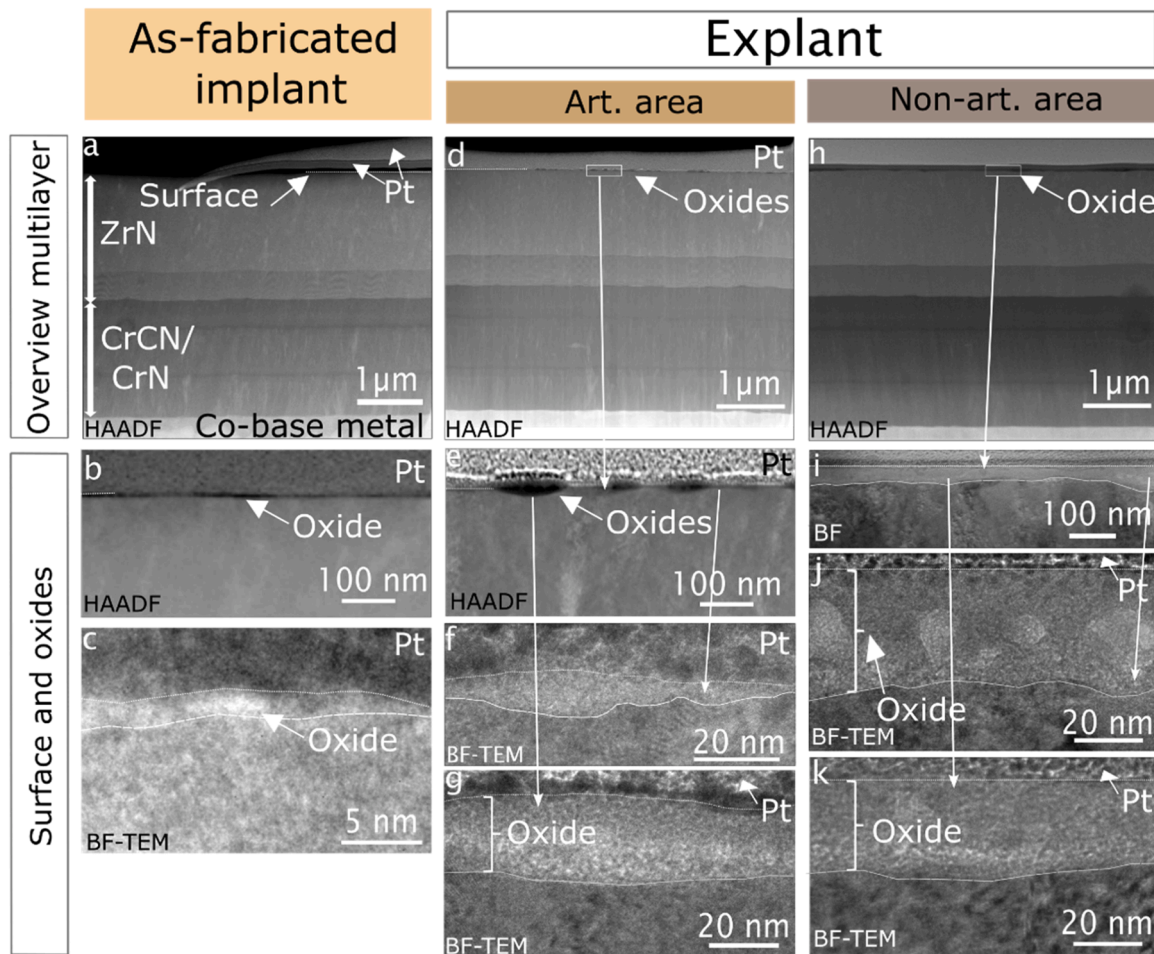 As-fabricated
implant
Explant
Art. area
Non-art. area
Overview multilayer
Surface and oxides
a
Surface
Pt
ZrN
CrCN/
CrN
1µm
HAADF
Co-base metal
b
Pt
Oxide
100 nm
HAADF
c
Pt
Oxide
5 nm
BF-TEM
d
Pt
Oxides
1µm
HAADF
e
Pt
Oxides
100 nm
HAADF
f
Pt
20 nm
BF-TEM
g
Pt
Oxide
20 nm
BF-TEM
h
Oxide
1µm
HAADF
i
100 nm
BF
j
Pt
Oxide
20 nm
BF-TEM
k
Pt
Oxide
20 nm
BF-TEM